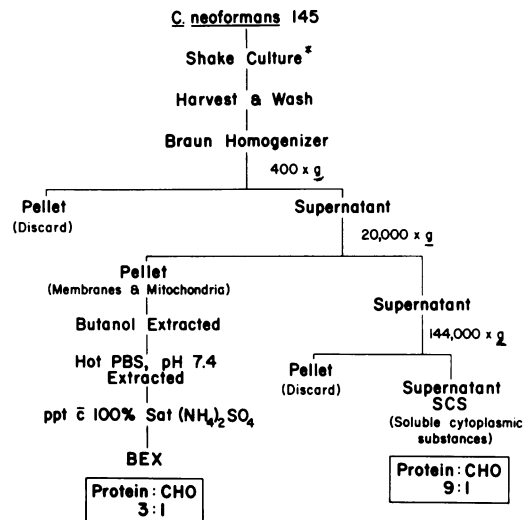 C. neoformans 145
Shake Culture*
Harvest & Wash
Braun Homogenizer
400 x g
Pellet
(Discard)
Supernatant
20,000 x g
Pellet
(Membranes & Mitochondria)
Butanol Extracted
Hot PBS, pH 7.4
Extracted
ppt c̄ 100% Sat (NH₄)₂SO₄
BEX
Protein : CHO
3 : 1
Supernatant
144,000 x g
Pellet
(Discard)
Supernatant
SCS
(Soluble cytoplasmic
substances)
Protein : CHO
9 : 1